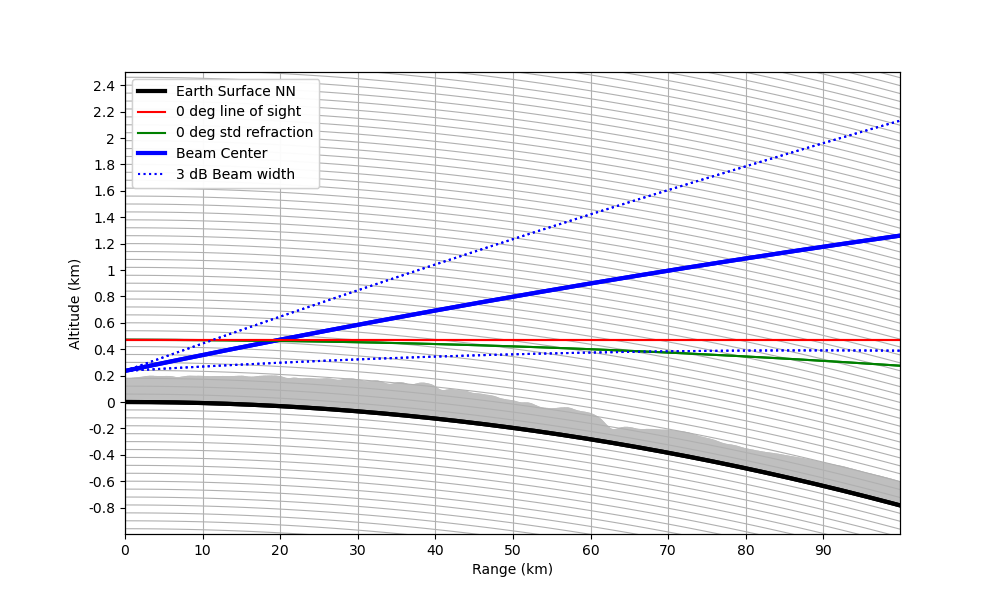 Earth Surface NN
0 deg line of sight
0 deg std refraction
Beam Center
3 dB Beam width
Altitude (km)
2.4
2.2
2
1.8
1.6
1.4
1.2
1
0.8
0.6
0.4
0.2
0
-0.2
-0.4
-0.6
-0.8
0 10 20 30 40 50 60 70 80 90
Range (km)